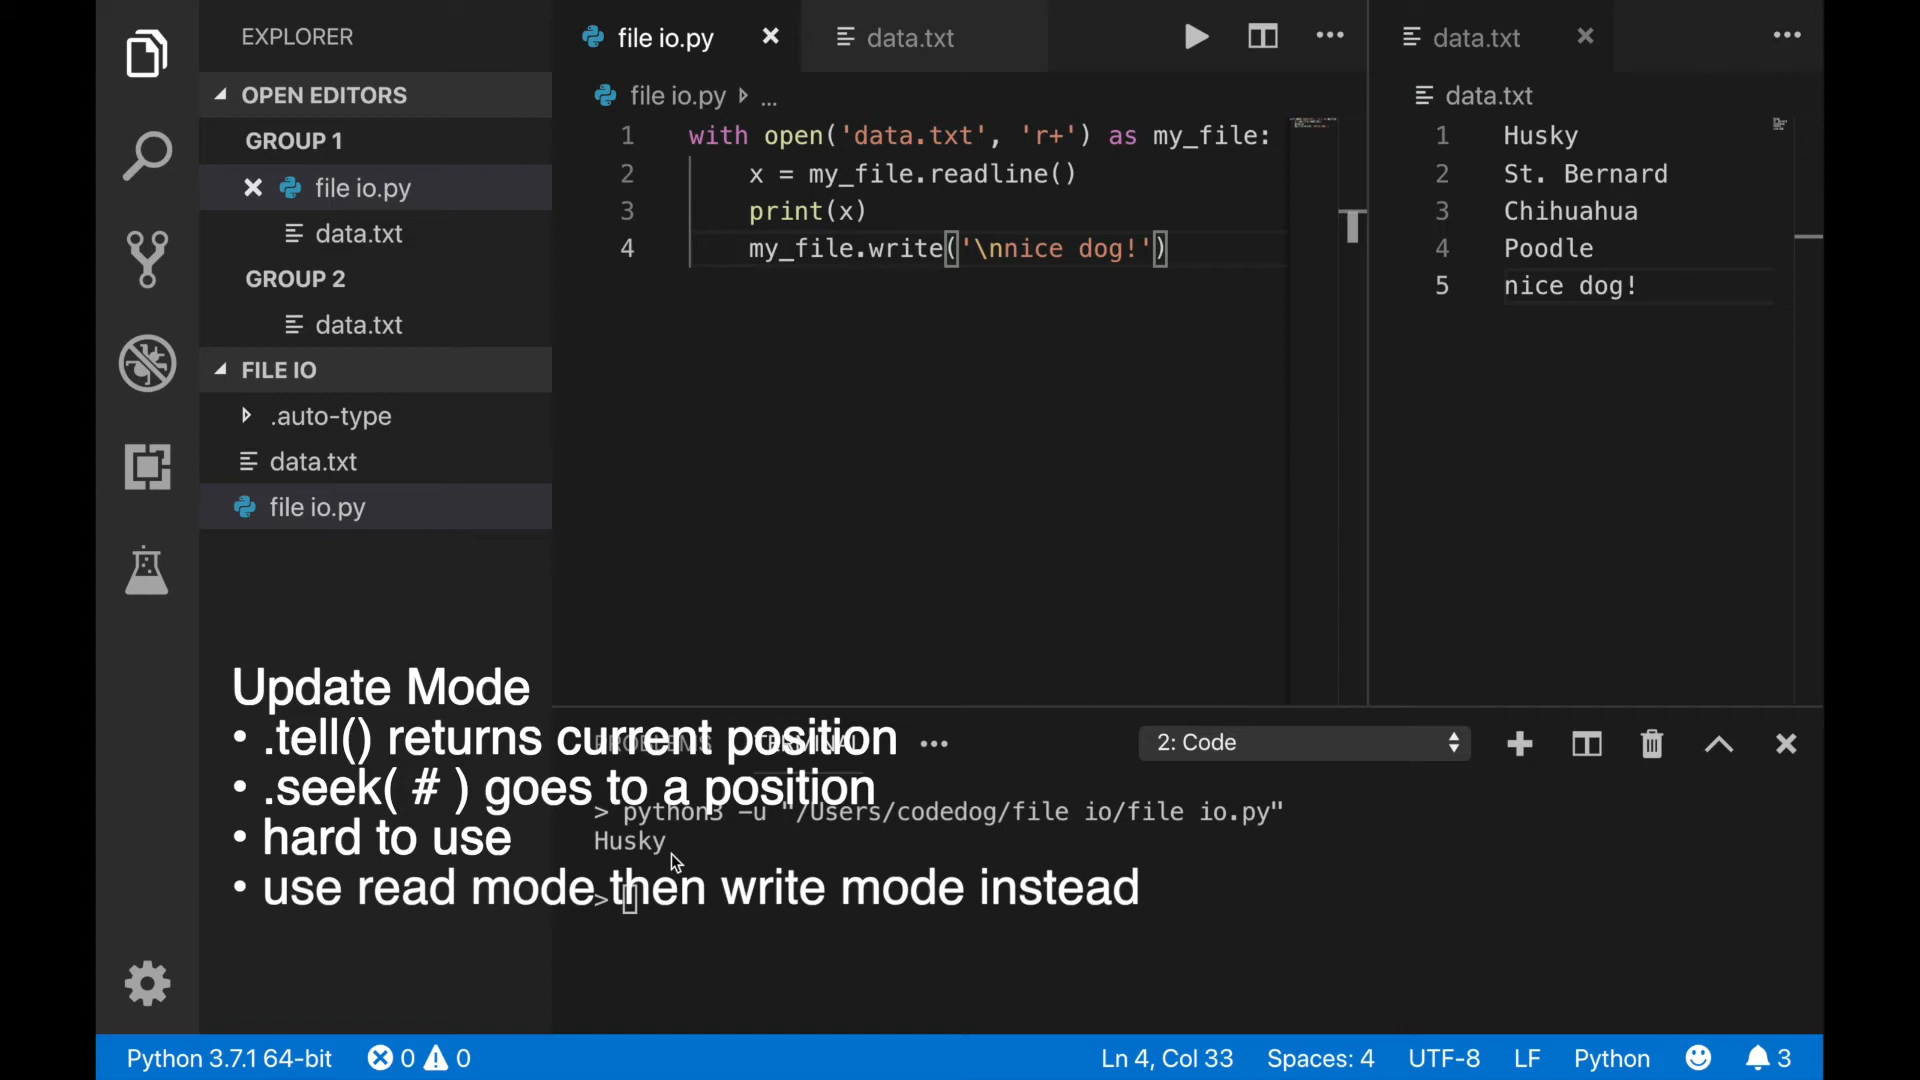 EXPLORER
OPEN EDITORS
GROUP 1
file io.py
data.txt
GROUP 2
data.txt
FILE IO
.auto-type
data.txt
file io.py
file io.py
data.txt
file io.py ...
1 with open('data.txt', 'r+') as my_file:
2 x = my_file.readline()
3 print(x)
4 my_file.write('\nnice dog!')
data.txt
data.txt
1 Husky
2 St. Bernard
3 Chihuahua
4 Poodle
5 nice dog!
PROBLEMS TERMINAL
2: Code
> python3 -u "/Users/codedog/file io/file io.py"
Husky
>
Update Mode
• .tell() returns current position
• .seek( # ) goes to a position
• hard to use
• use read mode then write mode instead
Python 3.7.1 64-bit 0 0
Ln 4, Col 33 Spaces: 4 UTF-8 LF Python 3